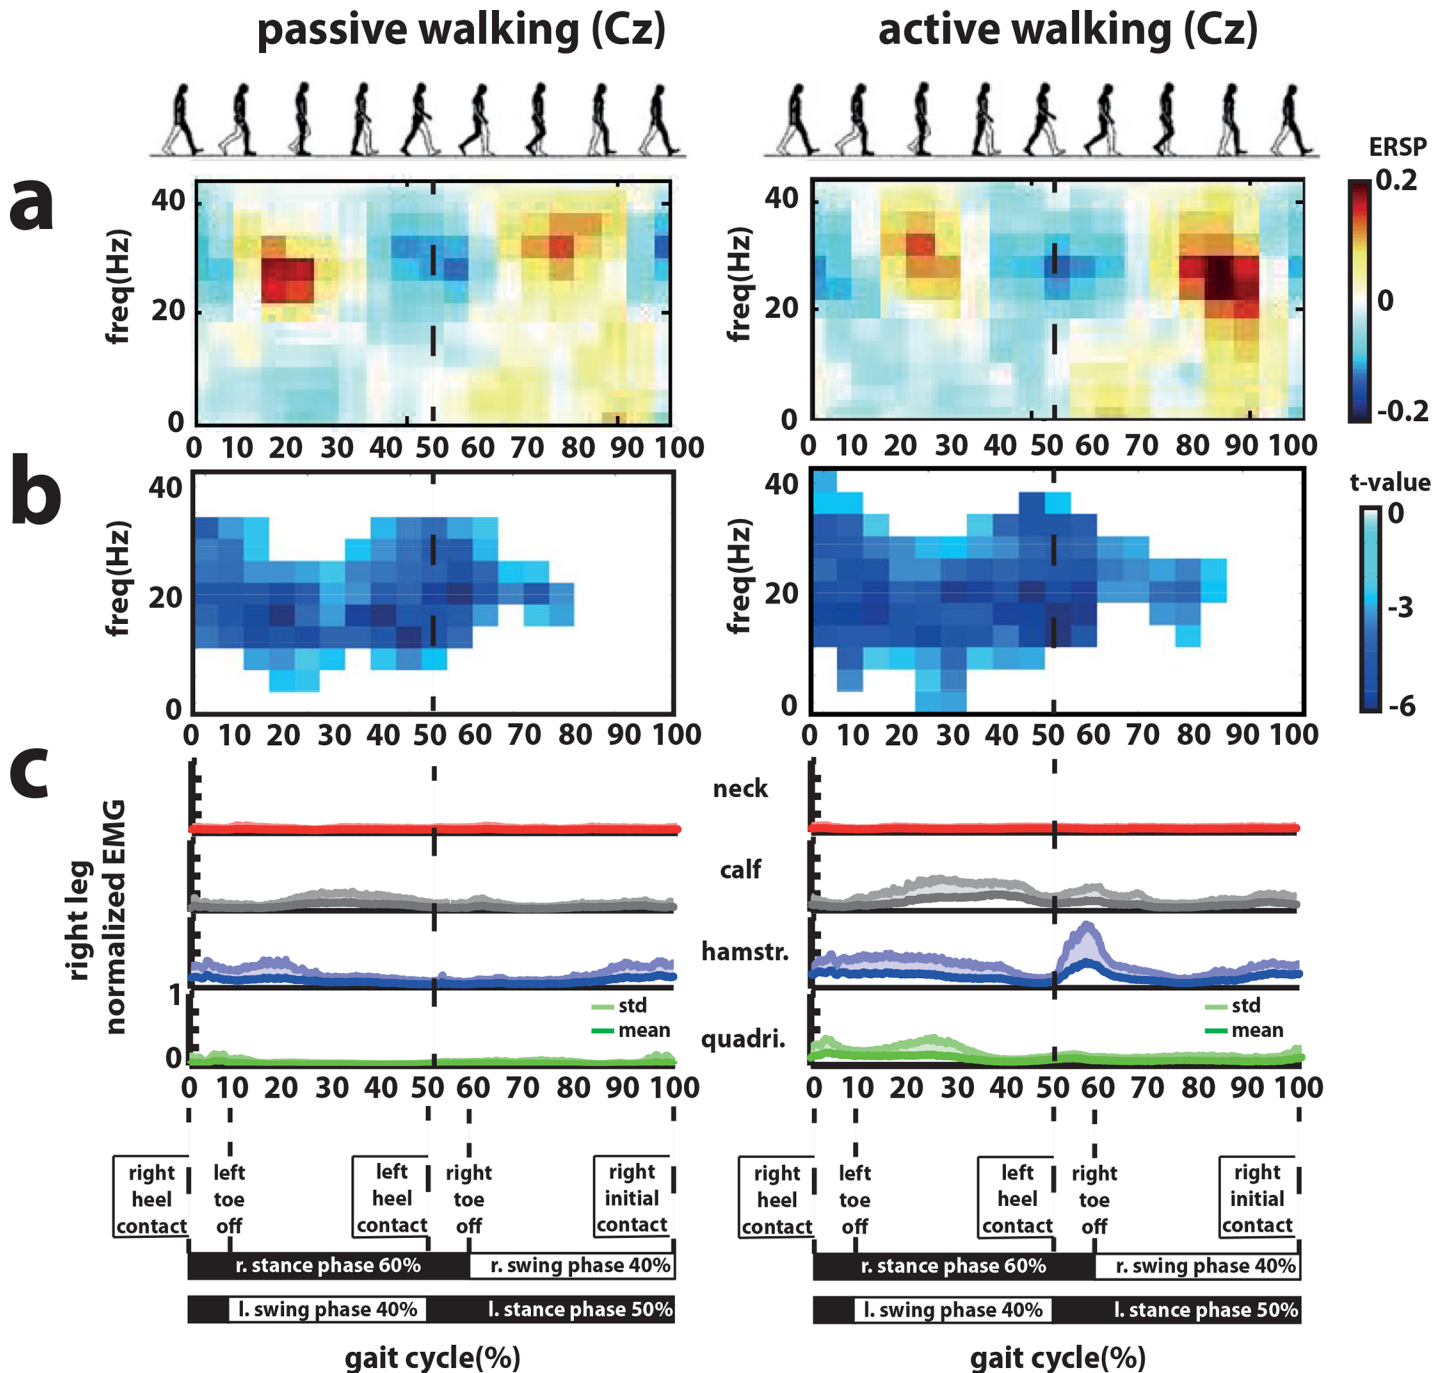 passive walking (Cz) active walking (Cz)
ERSP
a
freq(Hz)
40
20
0
0 10 20 30 40 50 60 70 80 90 100
freq(Hz)
40
20
0
0 10 20 30 40 50 60 70 80 90 100
0.2
0
-0.2
b
freq(Hz)
40
20
0
0 10 20 30 40 50 60 70 80 90 100
freq(Hz)
40
20
0
0 10 20 30 40 50 60 70 80 90 100
t-value
0
-3
-6
c
right leg
normalized EMG
neck
calf
hamstr.
quadri.
1
0
std
mean
std
mean
0 10 20 30 40 50 60 70 80 90 100
0 10 20 30 40 50 60 70 80 90 100
right
heel
contact
left
toe
off
left
heel
contact
right
toe
off
right
initial
contact
right
heel
contact
left
toe
off
left
heel
contact
right
toe
off
right
initial
contact
r. stance phase 60% r. swing phase 40%
l. swing phase 40% l. stance phase 50%
r. stance phase 60% r. swing phase 40%
l. swing phase 40% l. stance phase 50%
gait cycle(%) gait cycle(%)